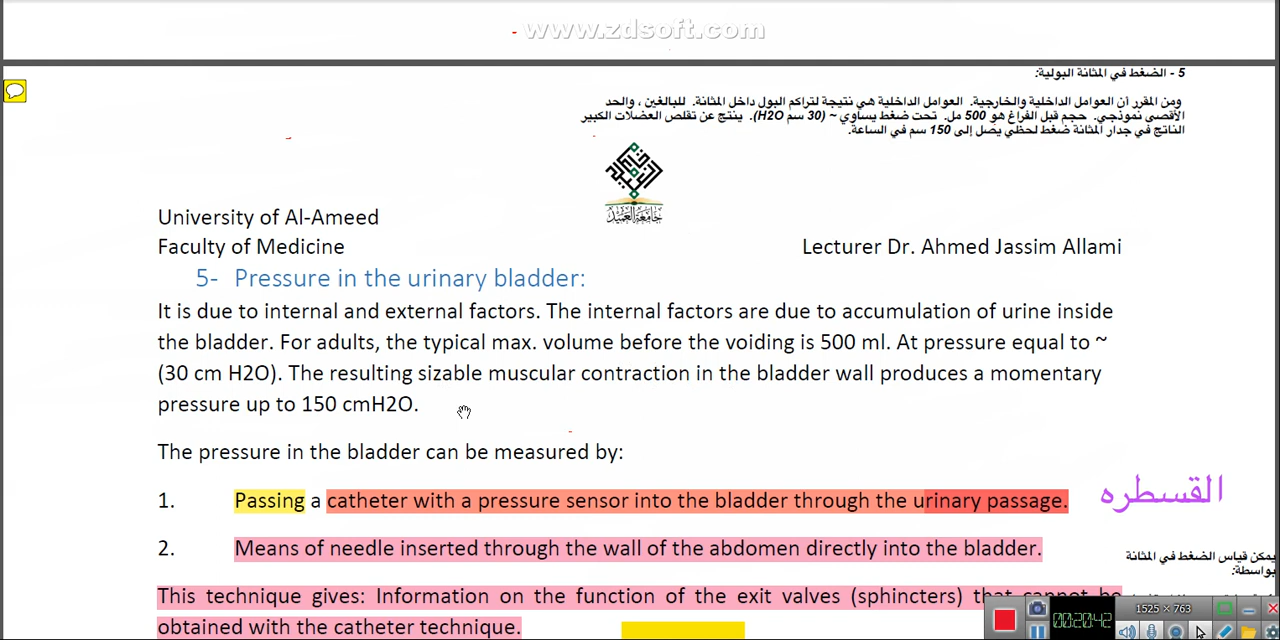 www.zdsoft.com
5 - الضغط في المثانة البولية:
ومن المقرر أن العوامل الداخلية والخارجية. العوامل الداخلية هي نتيجة لتراكم البول داخل المثانة. للبالغين ، والحد
الأقصى نموذجي. حجم قبل الفراغ هو 500 مل. تحت ضغط يساوي ~ (30 سم H2O). ينتج عن تقلص العضلات الكبير
الناتج في جدار المثانة ضغط لحظي يصل إلى 150 سم في الساعة.
جامعة العميد
University of Al-Ameed
Faculty of Medicine
Lecturer Dr. Ahmed Jassim Allami
5- Pressure in the urinary bladder:
It is due to internal and external factors. The internal factors are due to accumulation of urine inside
the bladder. For adults, the typical max. volume before the voiding is 500 ml. At pressure equal to ~
(30 cm H2O). The resulting sizable muscular contraction in the bladder wall produces a momentary
pressure up to 150 cmH2O.
The pressure in the bladder can be measured by:
1. Passing a catheter with a pressure sensor into the bladder through the urinary passage.
القسطره
2. Means of needle inserted through the wall of the abdomen directly into the bladder.
يمكن قياس الضغط في المثانة
بواسطة:
This technique gives: Information on the function of the exit valves (sphincters) that cannot be
obtained with the catheter technique.
00:20:42
1525 × 763